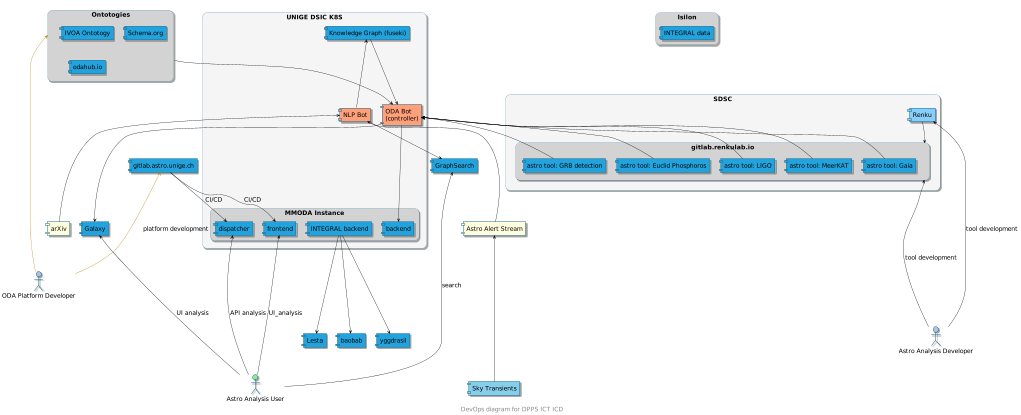 Ontotogies
IVOA Ontotogy
Schema.org
odahub.io
UNIGE DSIC K8S
Knowledge Graph (fuseki)
NLP Bot
ODA Bot
(controller)
Isilon
INTEGRAL data
SDSC
Renku
gitlab.renkulab.io
astro tool: GRB detection
astro tool: Euclid Phosphoros
astro tool: LIGO
astro tool: MeerKAT
astro tool: Gaia
gitlab.astro.unige.ch
GraphSearch
CI/CD
CI/CD
MMODA Instance
dispatcher
frontend
INTEGRAL backend
backend
arXiv
Galaxy
platform development
Astro Alert Stream
tool development
tool development
ODA Platform Developer
search
UI analysis
API analysis
UI_analysis
Lesta
baobab
yggdrasil
Astro Analysis Developer
Astro Analysis User
Sky Transients
DevOps diagram for DPPS ICT ICD